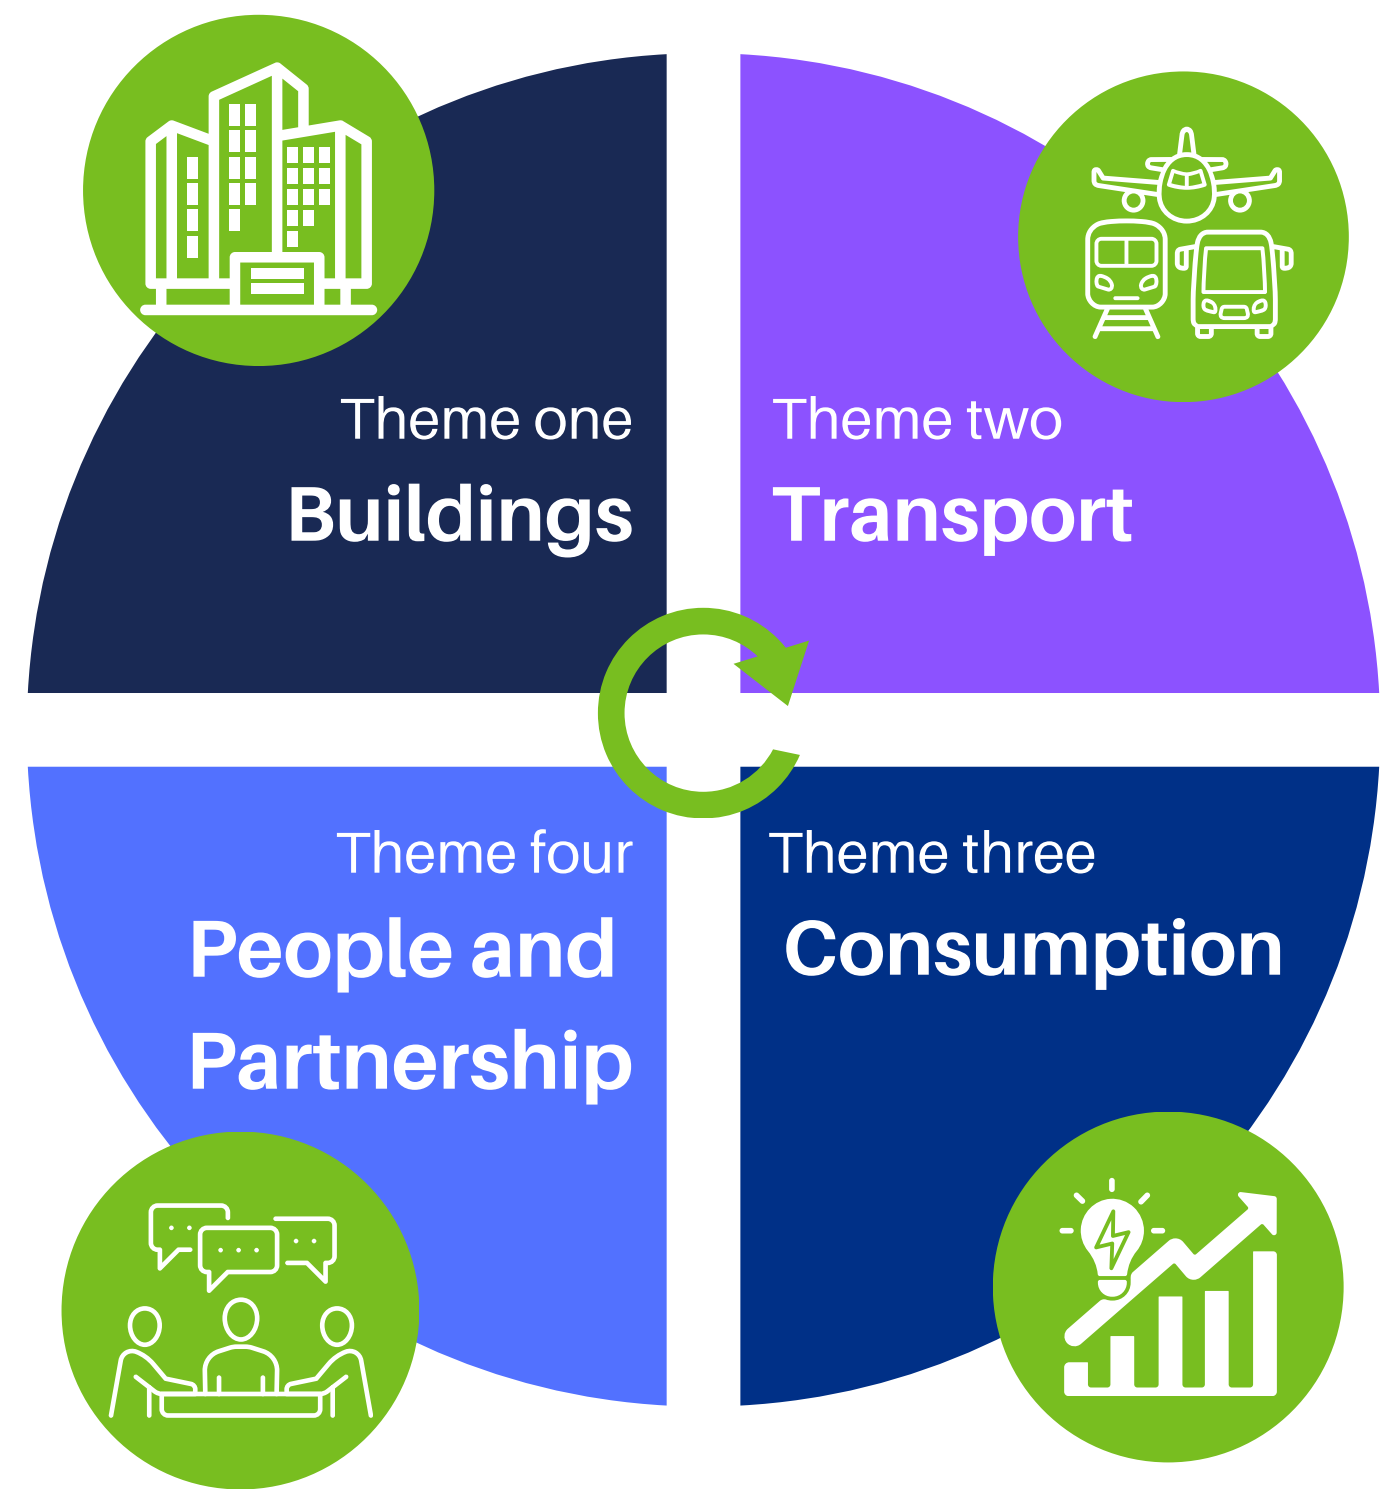 Theme one
Buildings
Theme two
Transport
Theme three
Consumption
Theme four
People and
Partnership